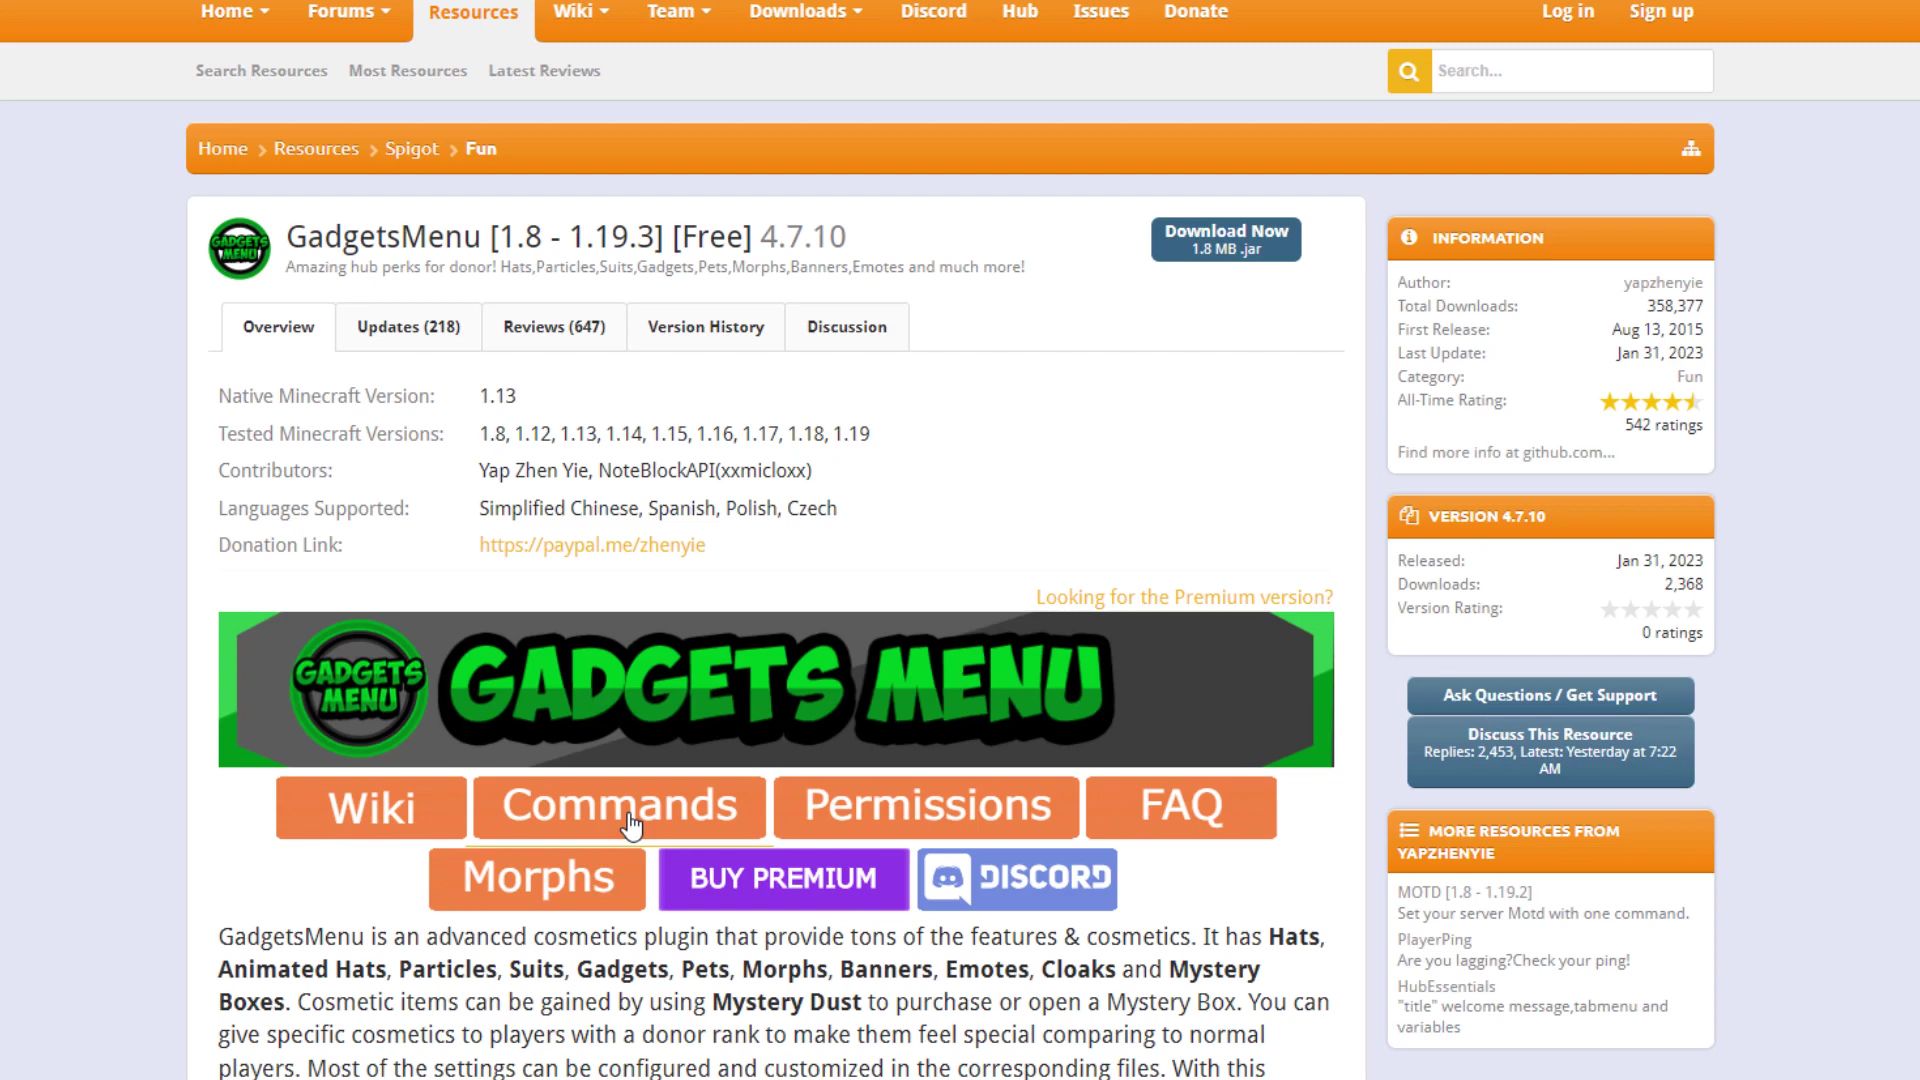 Home Forums Resources Wiki Team Downloads Discord Hub Issues Donate Log in Sign up
Search Resources Most Resources Latest Reviews
Search...
Home Resources Spigot Fun
GADGETS
MENU
GadgetsMenu [1.8 - 1.19.3] [Free] 4.7.10
Amazing hub perks for donor! Hats,Particles,Suits,Gadgets,Pets,Morphs,Banners,Emotes and much more!
Download Now
1.8 MB .jar
Overview Updates (218) Reviews (647) Version History Discussion
Native Minecraft Version: 1.13
Tested Minecraft Versions: 1.8, 1.12, 1.13, 1.14, 1.15, 1.16, 1.17, 1.18, 1.19
Contributors: Yap Zhen Yie, NoteBlockAPI(xxmicloxx)
Languages Supported: Simplified Chinese, Spanish, Polish, Czech
Donation Link: https://paypal.me/zhenyie
Looking for the Premium version?
GADGETS
MENU
GADGETS MENU
Wiki Commands Permissions FAQ
Morphs BUY PREMIUM DISCORD
GadgetsMenu is an advanced cosmetics plugin that provide tons of the features & cosmetics. It has Hats,
Animated Hats, Particles, Suits, Gadgets, Pets, Morphs, Banners, Emotes, Cloaks and Mystery
Boxes. Cosmetic items can be gained by using Mystery Dust to purchase or open a Mystery Box. You can
give specific cosmetics to players with a donor rank to make them feel special comparing to normal
players. Most of the settings can be configured and customized in the corresponding files. With this
INFORMATION
Author: yapzhenyie
Total Downloads: 358,377
First Release: Aug 13, 2015
Last Update: Jan 31, 2023
Category: Fun
All-Time Rating:
542 ratings
Find more info at github.com...
VERSION 4.7.10
Released: Jan 31, 2023
Downloads: 2,368
Version Rating:
0 ratings
Ask Questions / Get Support
Discuss This Resource
Replies: 2,453, Latest: Yesterday at 7:22
AM
MORE RESOURCES FROM
YAPZHENYIE
MOTD [1.8 - 1.19.2]
Set your server Motd with one command.
PlayerPing
Are you lagging?Check your ping!
HubEssentials
"title" welcome message,tabmenu and
variables